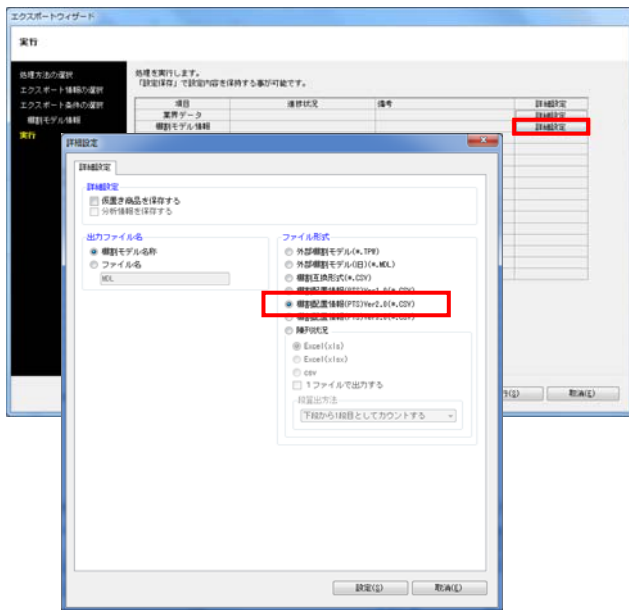 エクスポートウィザード
実行
処理方法の選択
エクスポート情報の選択
エクスポート条件の選択
棚割モデル情報
実行
処理を実行します。
「設定保存」で設定内容を保持する事が可能です。
項目 進捗状況 備考 詳細設定
業界データ 詳細設定
棚割モデル情報 詳細設定
詳細設定
詳細設定
詳細設定
仮置き商品を保存する
分析情報を保存する
出力ファイル名
棚割モデル名称
ファイル名
MDL
ファイル形式
外部棚割モデル(*.TPW)
外部棚割モデル(旧)(*.MDL)
棚割互換形式(*.CSV)
棚割配置情報(PTS)Ver2.0(*.CSV)
陳列状況
Excel(xls)
Excel(xlsx)
csv
1ファイルで出力する
段算出方法
下段から1段目としてカウントする
設定(S) 取消(C)
取消(C)